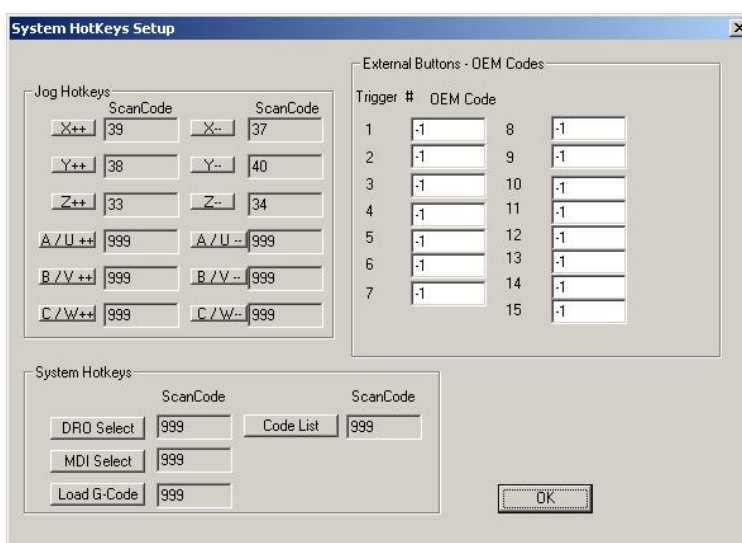 System HotKeys Setup
Jog Hotkeys
ScanCode ScanCode
X++ 39 X-- 37
Y++ 38 Y-- 40
Z++ 33 Z-- 34
A / U ++ 999 A / U -- 999
B / V ++ 999 B / V -- 999
C / W++ 999 C / W-- 999
External Buttons - OEM Codes
Trigger # OEM Code
1 -1 8 -1
2 -1 9 -1
3 -1 10 -1
4 -1 11 -1
5 -1 12 -1
6 -1 13 -1
7 -1 14 -1
15 -1
System Hotkeys
ScanCode ScanCode
DRO Select 999 Code List 999
MDI Select 999
Load G-Code 999
OK